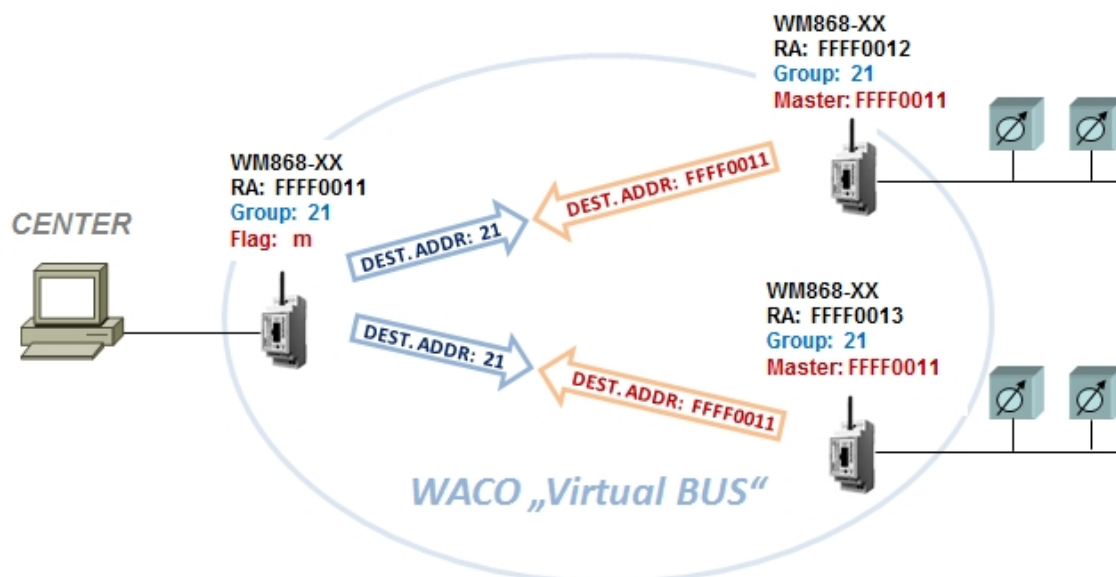 WM868-XX
RA: FFFF0012
Group: 21
Master: FFFF0011
WM868-XX
RA: FFFF0011
Group: 21
Flag: m
CENTER
DEST. ADDR: 21
DEST. ADDR: FFFF0011
DEST. ADDR: 21
DEST. ADDR: FFFF0011
WM868-XX
RA: FFFF0013
Group: 21
Master: FFFF0011
WACO „Virtual BUS“